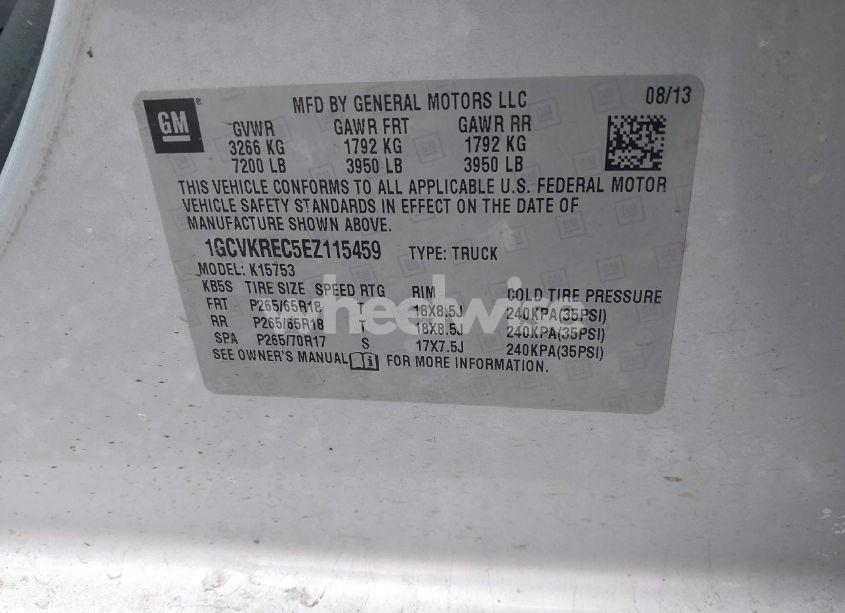 GM
MFD BY GENERAL MOTORS LLC 08/13
GVWR GAWR FRT GAWR RR
3266 KG 1792 KG 1792 KG
7200 LB 3950 LB 3950 LB
THIS VEHICLE CONFORMS TO ALL APPLICABLE U.S. FEDERAL MOTOR
VEHICLE SAFETY STANDARDS IN EFFECT ON THE DATE OF
MANUFACTURE SHOWN ABOVE.
1GCVKREC5EZ115459 TYPE: TRUCK
MODEL: K15753
KB5S TIRE SIZE SPEED RTG RIM COLD TIRE PRESSURE
FRT P265/65R18 T 18X8.5J 240KPA(35PSI)
RR P265/65R18 T 18X8.5J 240KPA(35PSI)
SPA P265/70R17 S 17X7.5J 240KPA(35PSI)
SEE OWNER'S MANUAL FOR MORE INFORMATION.
wheelwire